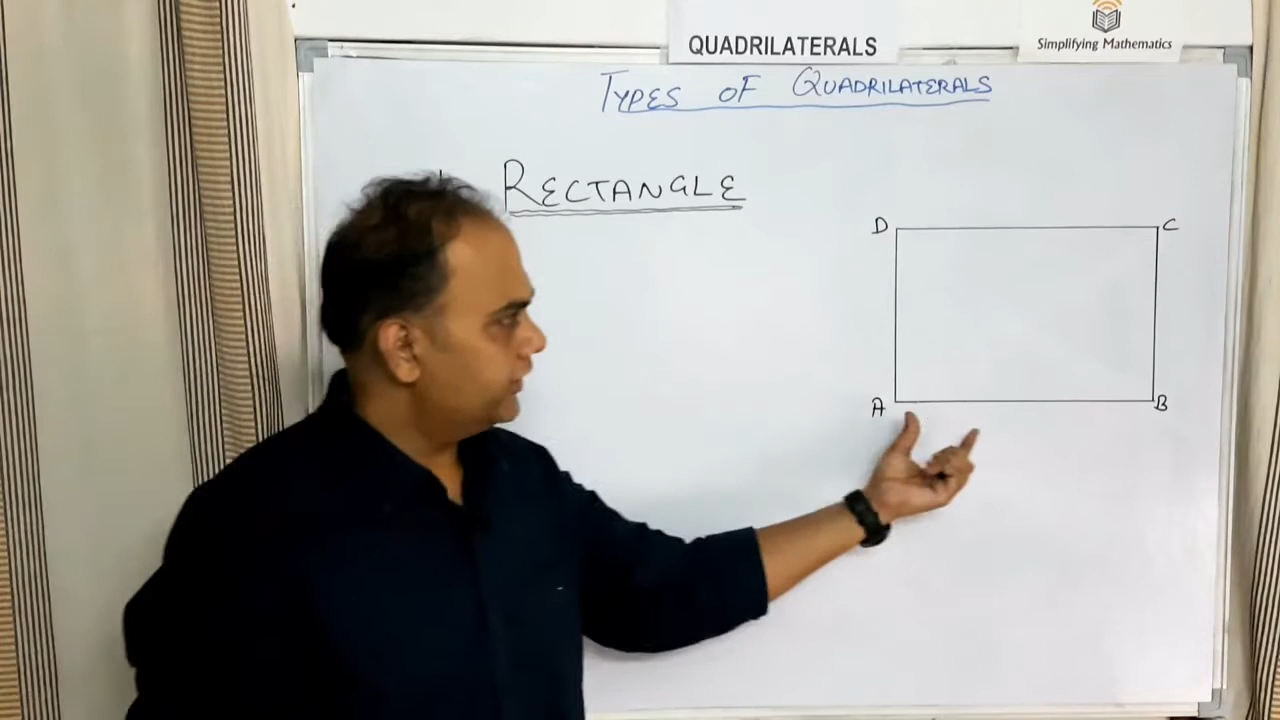 QUADRILATERALS
Simplifying Mathematics
TYPES OF QUADRILATERALS
RECTANGLE
D C
A B